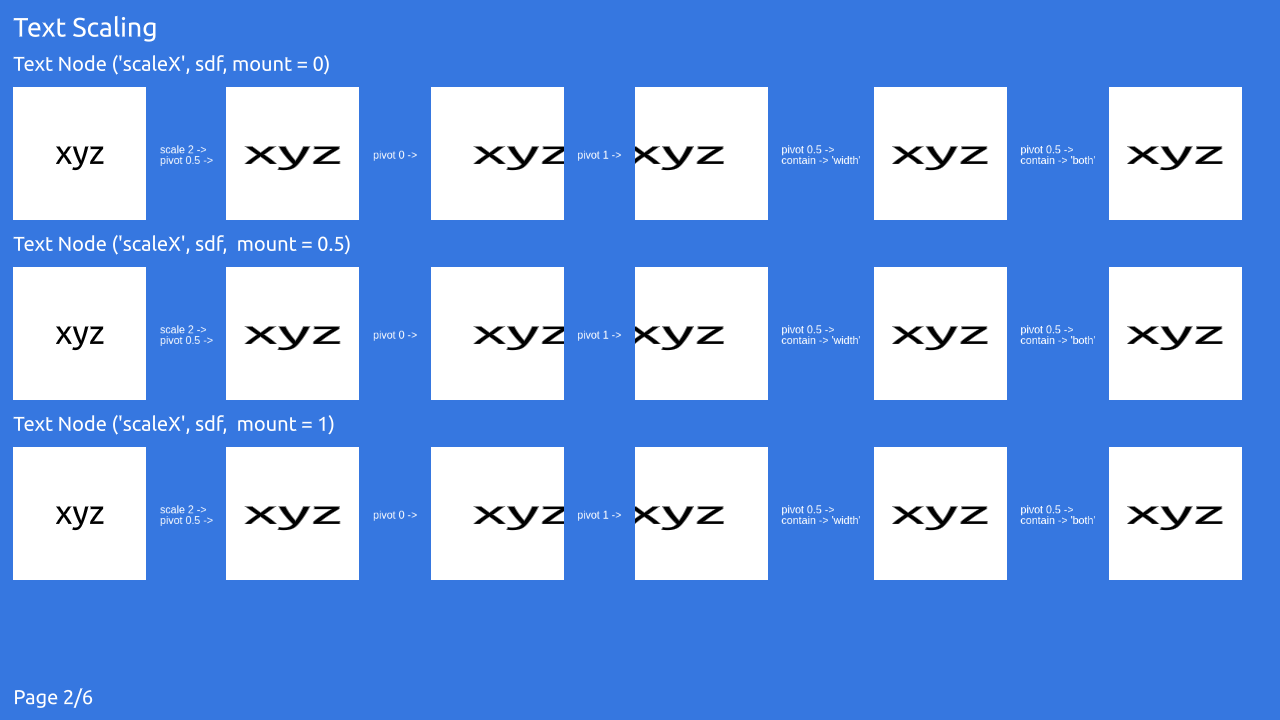 Text Scaling
Text Node ('scaleX', sdf, mount = 0)
xyz
scale 2 ->
pivot 0.5 ->
xyz
pivot 0 ->
xyz
pivot 1 ->
xyz
pivot 0.5 ->
contain -> 'width'
xyz
pivot 0.5 ->
contain -> 'both'
xyz
Text Node ('scaleX', sdf,  mount = 0.5)
xyz
scale 2 ->
pivot 0.5 ->
xyz
pivot 0 ->
xyz
pivot 1 ->
xyz
pivot 0.5 ->
contain -> 'width'
xyz
pivot 0.5 ->
contain -> 'both'
xyz
Text Node ('scaleX', sdf,  mount = 1)
xyz
scale 2 ->
pivot 0.5 ->
xyz
pivot 0 ->
xyz
pivot 1 ->
xyz
pivot 0.5 ->
contain -> 'width'
xyz
pivot 0.5 ->
contain -> 'both'
xyz
Page 2/6